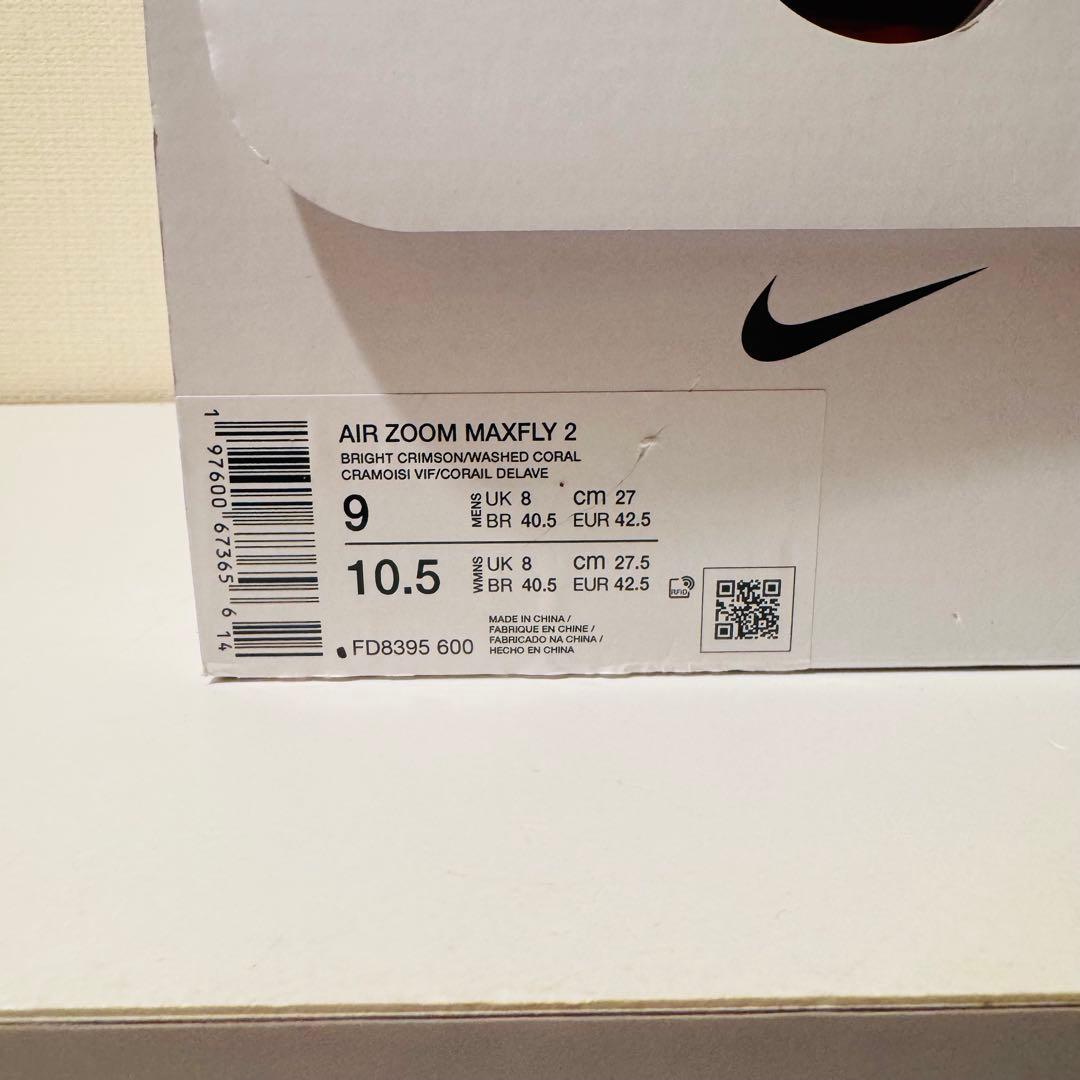 AIR ZOOM MAXFLY 2
BRIGHT CRIMSON/WASHED CORAL
CRAMOISI VIF/CORAIL DELAVE
9 MENS UK 8 cm 27
BR 40.5 EUR 42.5
10.5 WMNS UK 8 cm 27.5
BR 40.5 EUR 42.5
RFID
FD8395 600
MADE IN CHINA /
FABRIQUE EN CHINE /
FABRICADO NA CHINA /
HECHO EN CHINA
1 97600 67365 6 14